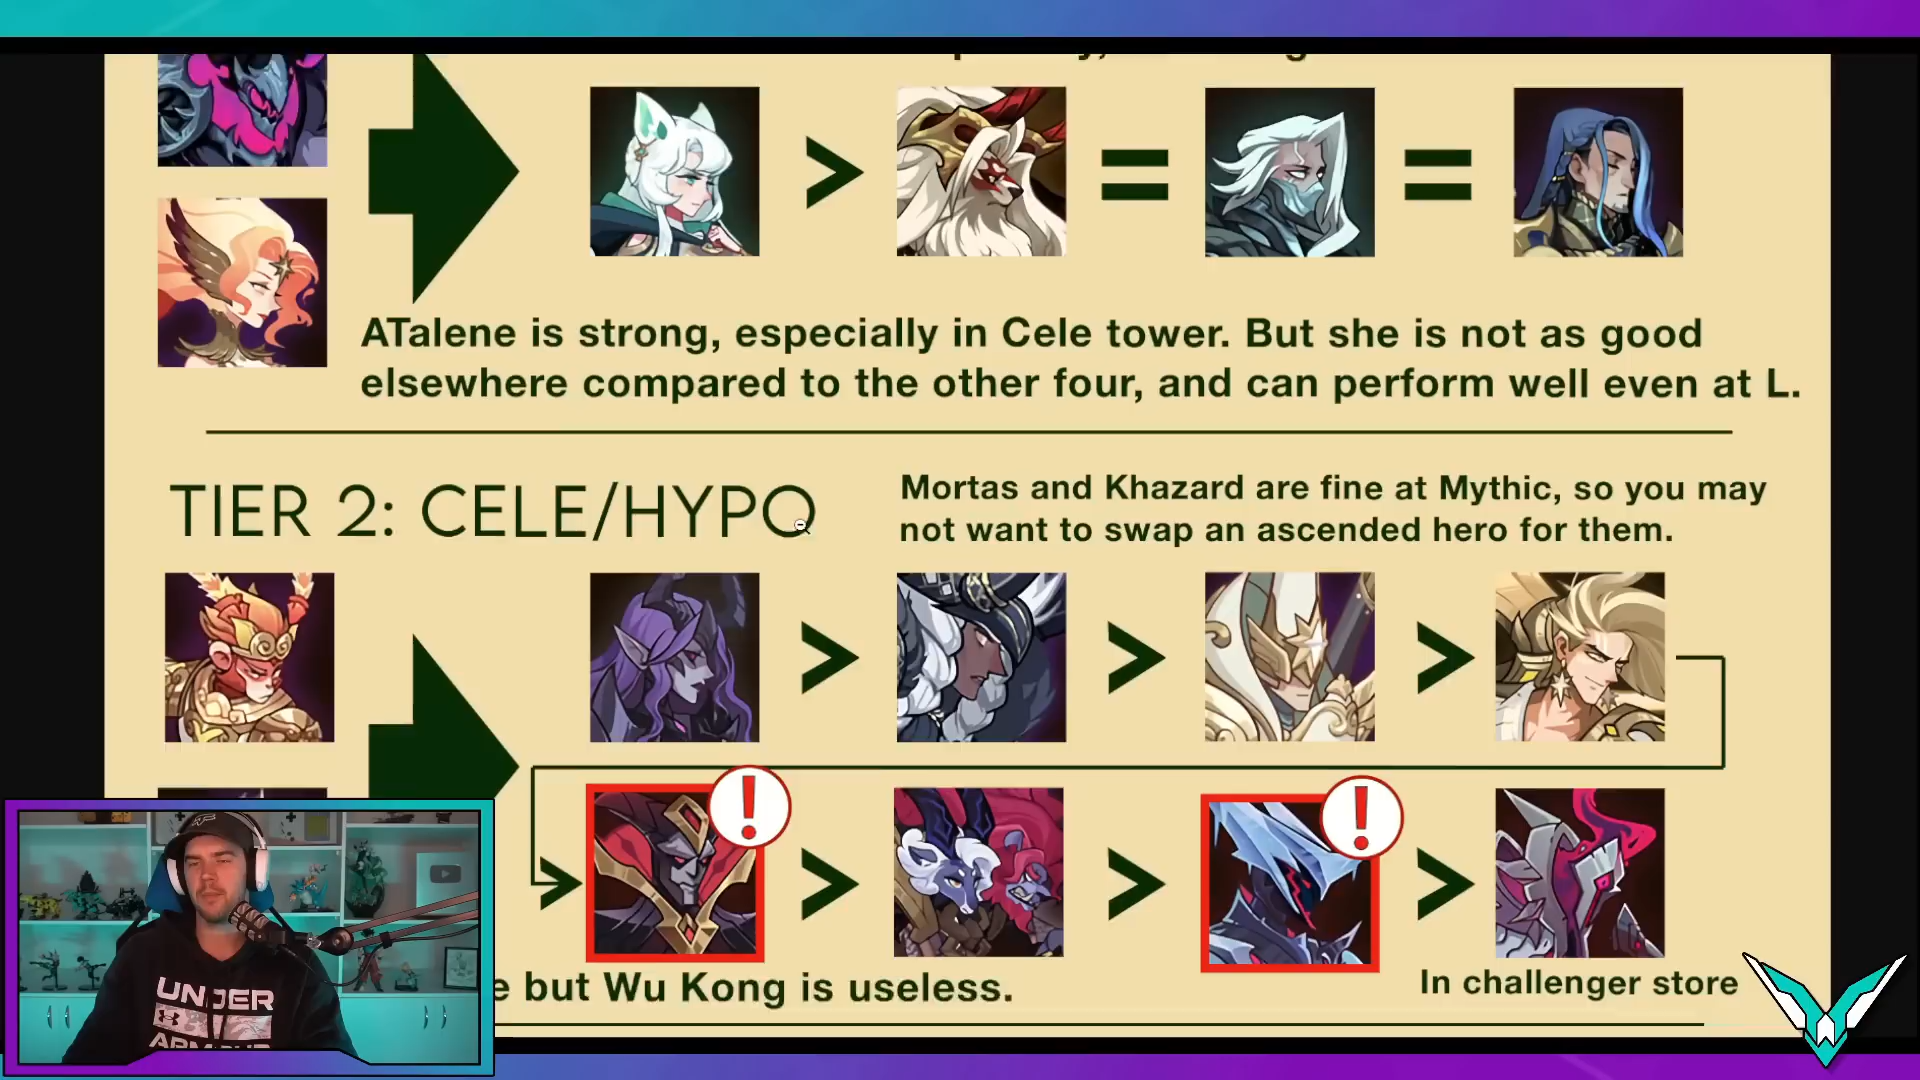 ATalene is strong, especially in Cele tower. But she is not as good
elsewhere compared to the other four, and can perform well even at L.
TIER 2: CELE/HYPO
Mortas and Khazard are fine at Mythic, so you may
not want to swap an ascended hero for them.
e but Wu Kong is useless.
In challenger store
UNDER
ARMOUR